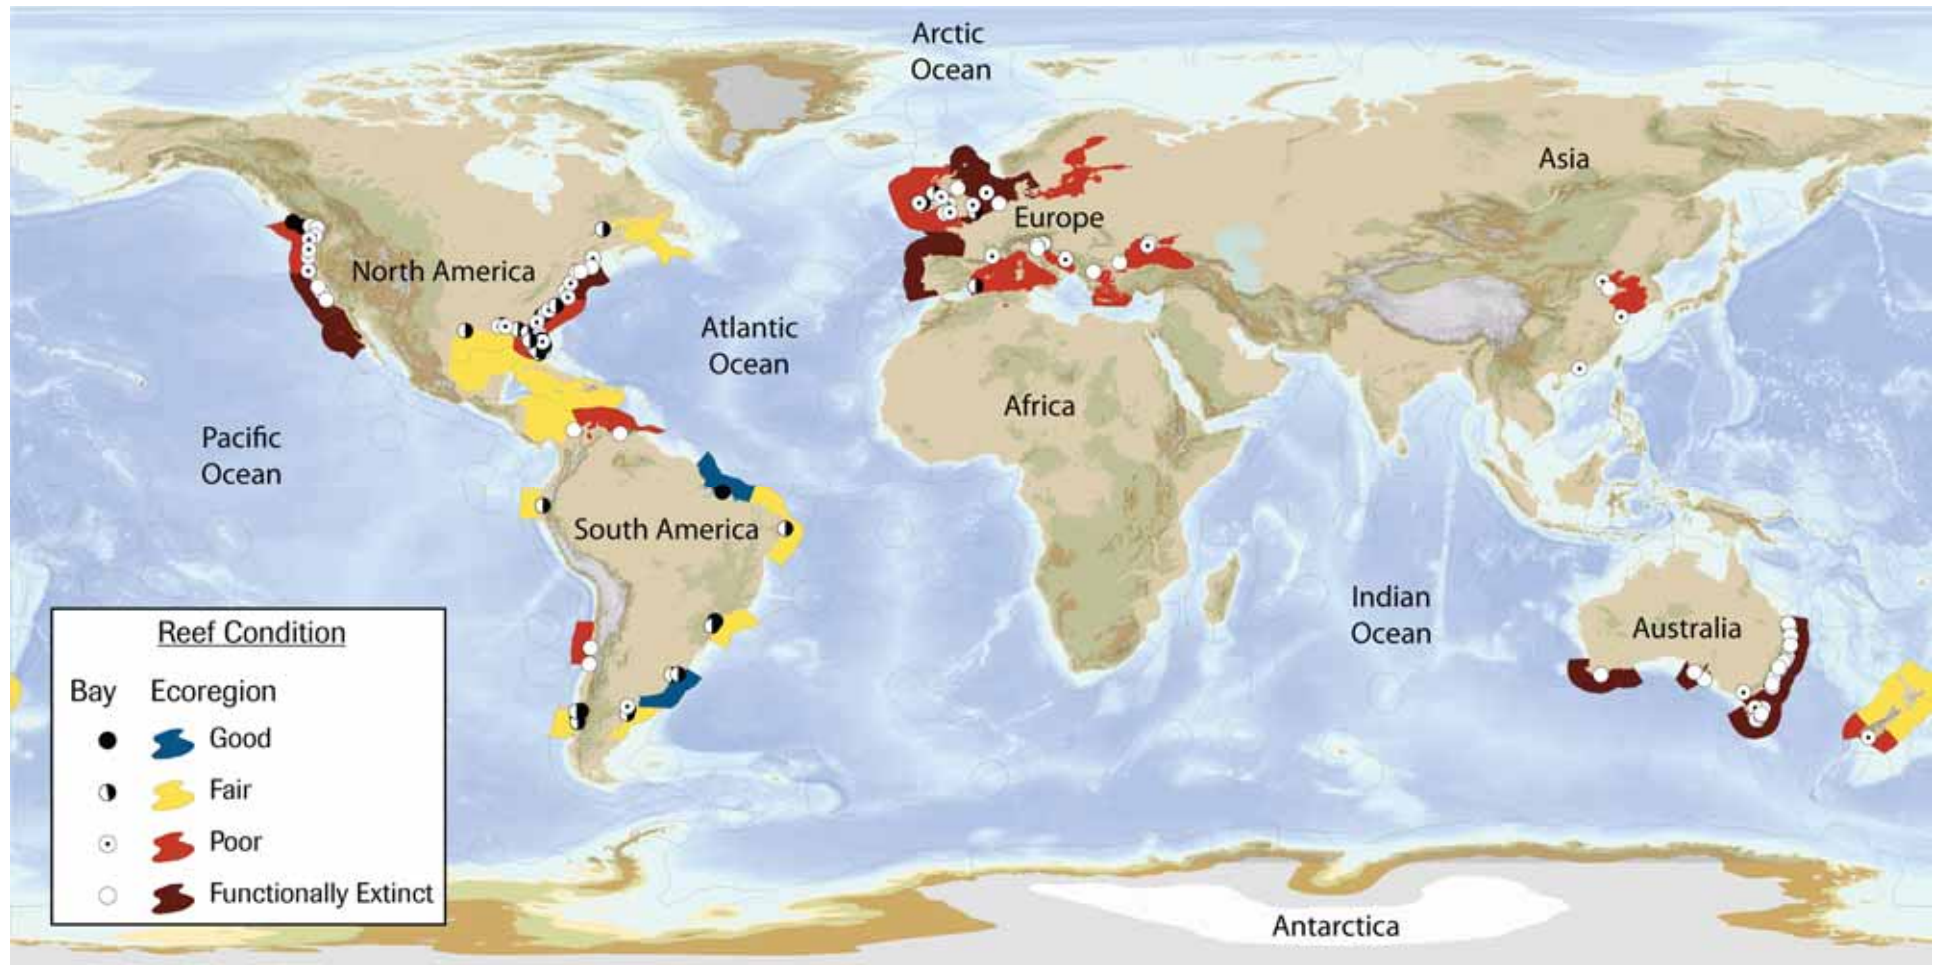 Arctic
Ocean
Asia
Europe
North America
Atlantic
Ocean
Africa
Pacific
Ocean
South America
Indian
Ocean
Australia
Reef Condition
Bay Ecoregion
Good
Fair
Poor
Functionally Extinct
Antarctica